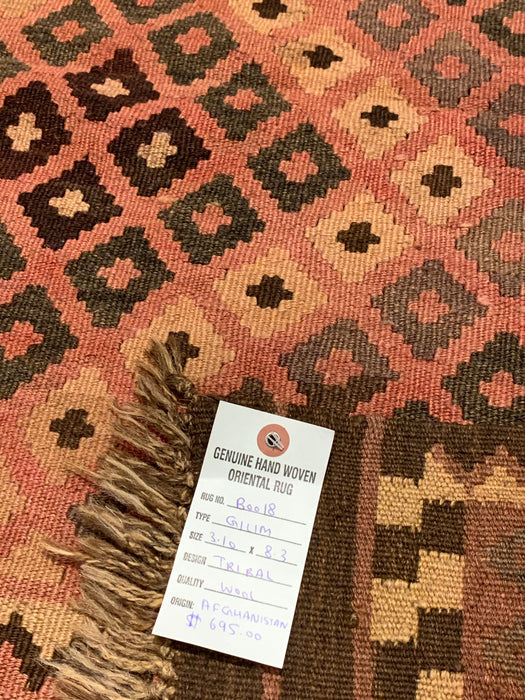 GENUINE HAND WOVEN
ORIENTAL RUG
RUG NO. B0018
TYPE GILIM
SIZE 3.10 X 8 3
DESIGN TRIBAL
QUALITY WOOL
ORIGIN: AFGHANISTAN
$ 695.00